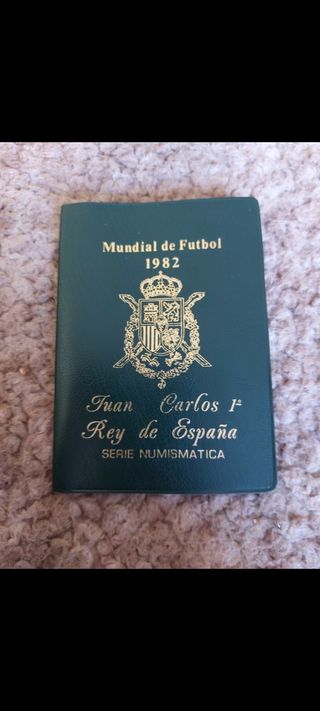 Mundial de Futbol
1982
Juan Carlos 1º
Rey de España
SERIE NUMISMATICA